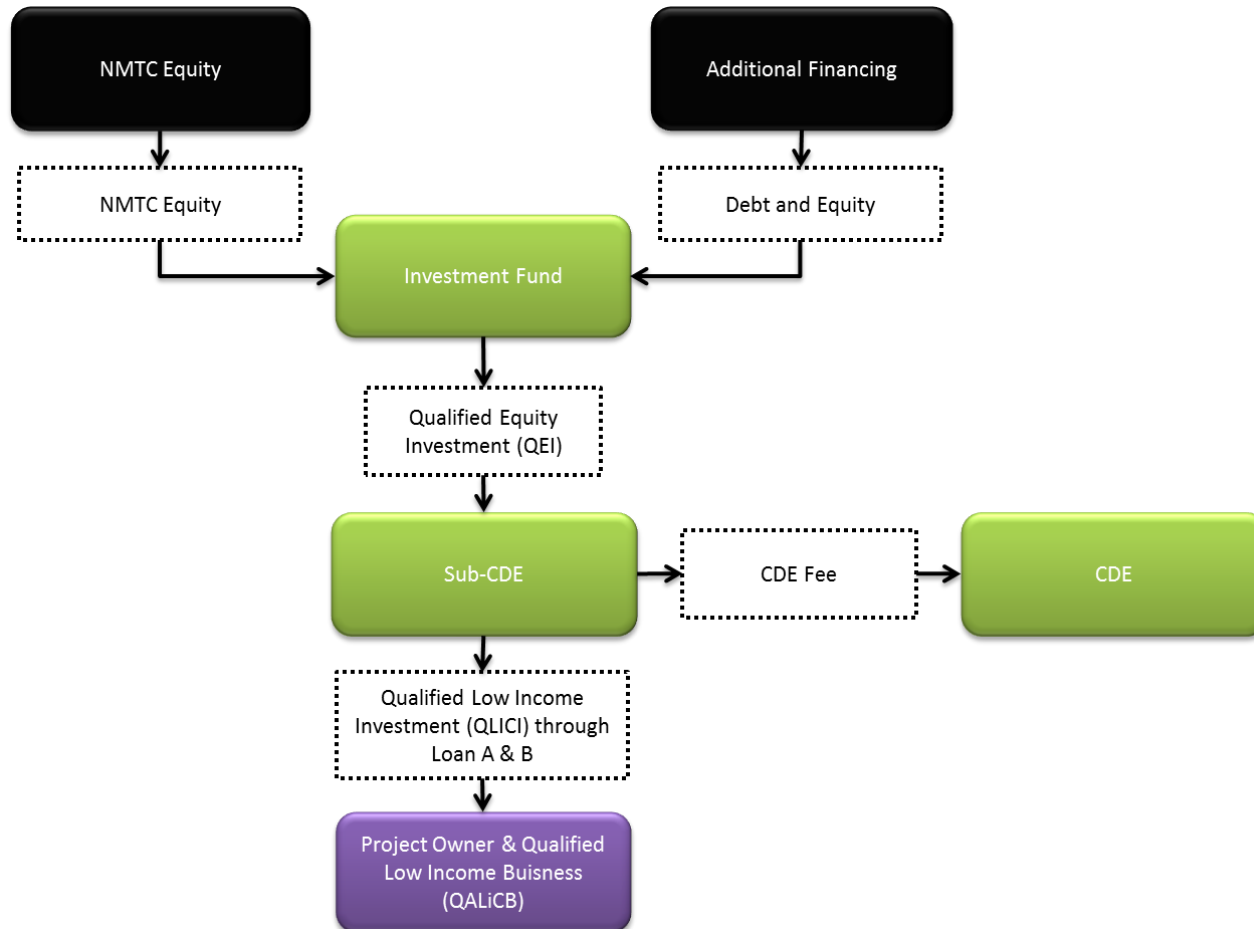 NMTC Equity
Additional Financing
NMTC Equity
Debt and Equity
Investment Fund
Qualified Equity
Investment (QEI)
Sub-CDE
CDE Fee
CDE
Qualified Low Income
Investment (QLICI) through
Loan A & B
Project Owner & Qualified
Low Income Buisness
(QALiCB)